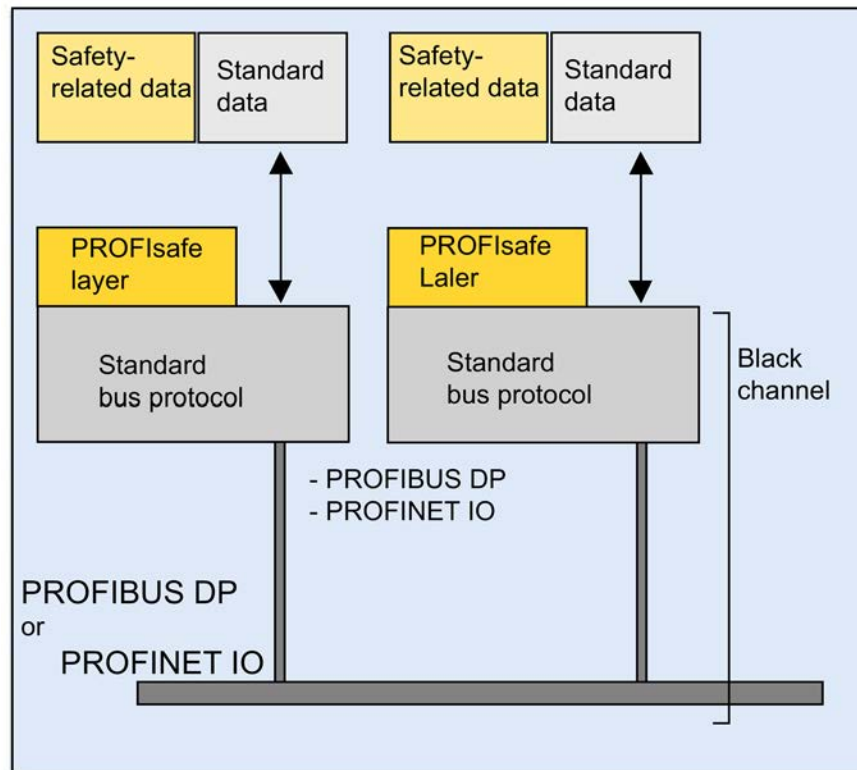 Safety-
related data
Standard
data
Safety-
related data
Standard
data
PROFIsafe
layer
PROFIsafe
Laler
Standard
bus protocol
Standard
bus protocol
Black
channel
- PROFIBUS DP
- PROFINET IO
PROFIBUS DP
or
PROFINET IO